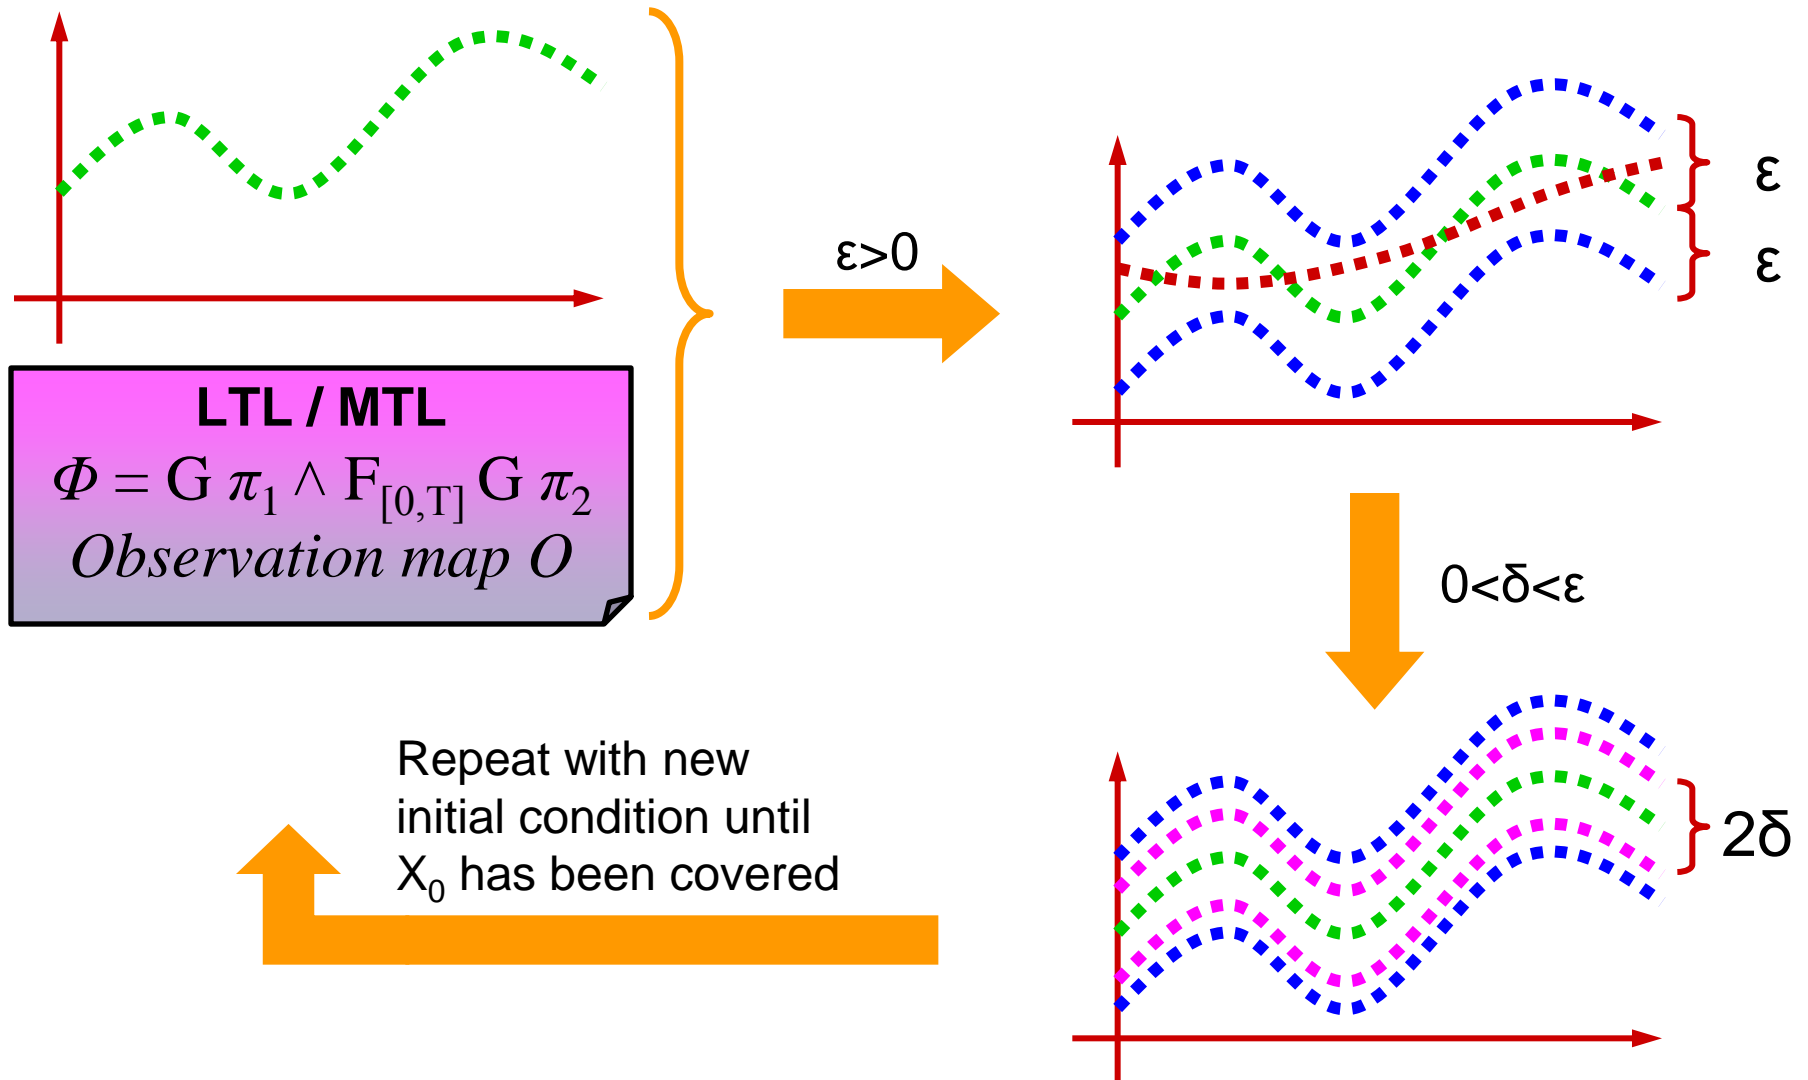 ε>0
ε
ε
LTL / MTL
Φ = G π₁ ∧ F[0,T] G π₂
Observation map O
0<δ<ε
Repeat with new
initial condition until
X₀ has been covered
2δ